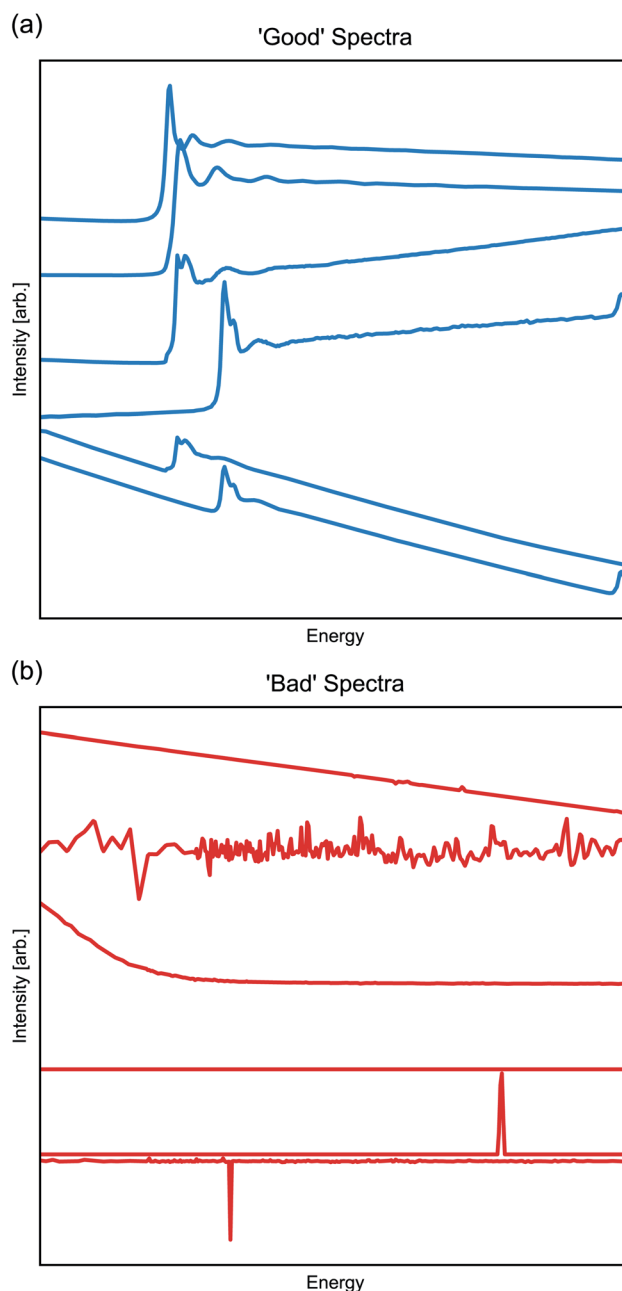 (a)
'Good' Spectra
Intensity [arb.]
Energy
(b)
'Bad' Spectra
Intensity [arb.]
Energy